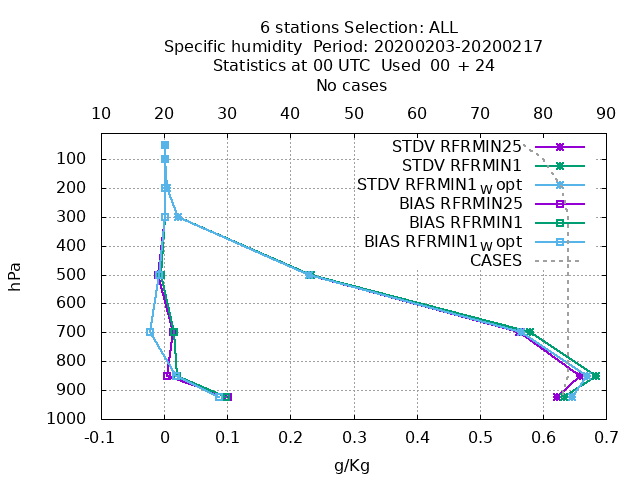 6 stations Selection: ALL
Specific humidity  Period: 20200203-20200217
Statistics at 00 UTC  Used  00 + 24
No cases
10 20 30 40 50 60 70 80 90
STDV RFRMIN25
STDV RFRMIN1
STDV RFRMIN1W opt
BIAS RFRMIN25
BIAS RFRMIN1
BIAS RFRMIN1W opt
CASES
100
200
300
400
500
600
700
800
900
1000
hPa
-0.1 0 0.1 0.2 0.3 0.4 0.5 0.6 0.7
g/Kg